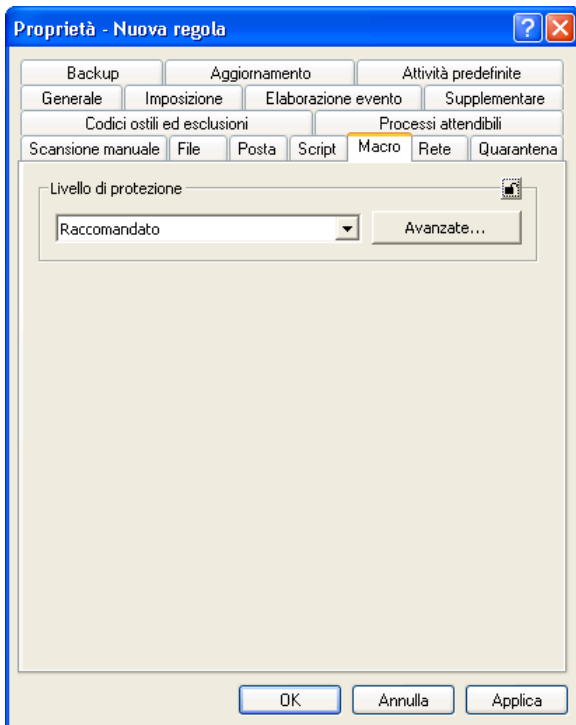 Proprietà - Nuova regola
Backup Aggiornamento Attività predefinite
Generale Imposizione Elaborazione evento Supplementare
Codici ostili ed esclusioni Processi attendibili
Scansione manuale File Posta Script Macro Rete Quarantena
Livello di protezione
Raccomandato Avanzate...
OK Annulla Applica